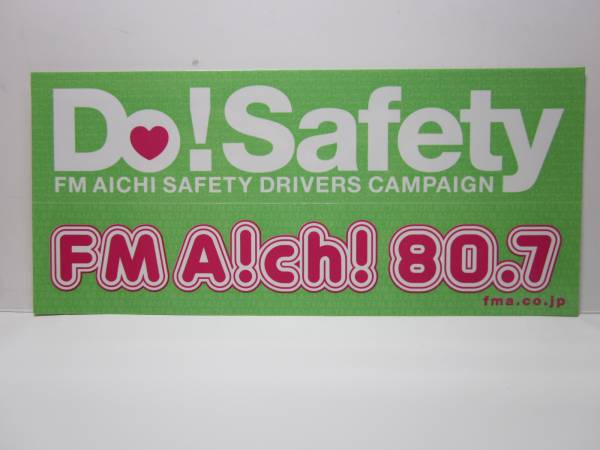 Do!Safety
FM AICHI SAFETY DRIVERS CAMPAIGN
FM A!ch! 80.7
fma.co.jp